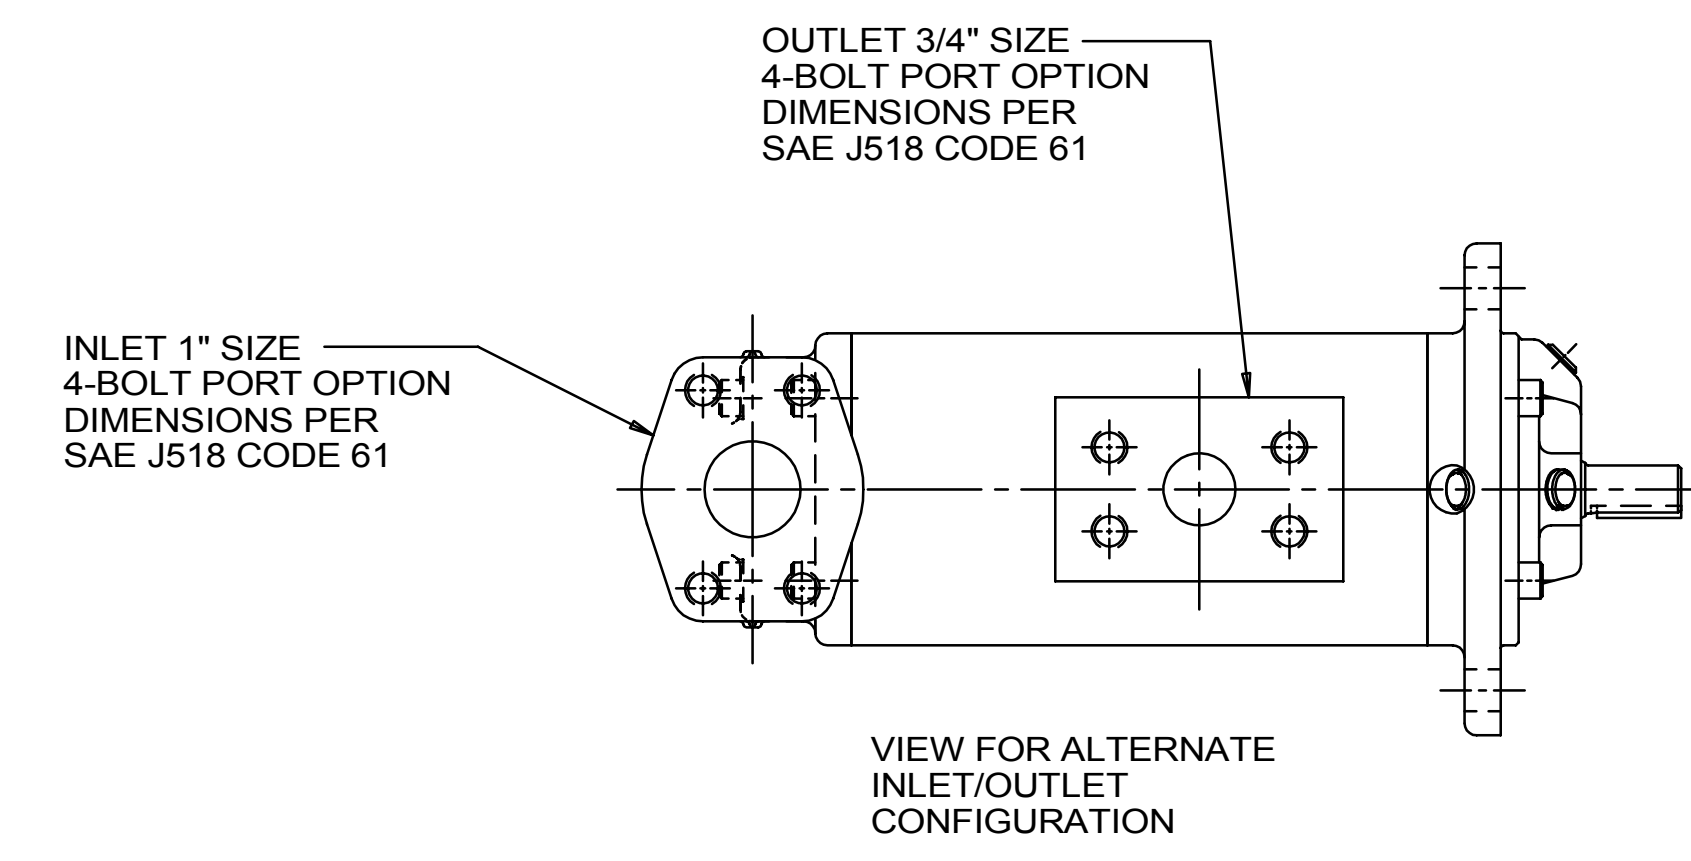 OUTLET 3/4" SIZE
4-BOLT PORT OPTION
DIMENSIONS PER
SAE J518 CODE 61
INLET 1" SIZE
4-BOLT PORT OPTION
DIMENSIONS PER
SAE J518 CODE 61
VIEW FOR ALTERNATE
INLET/OUTLET
CONFIGURATION